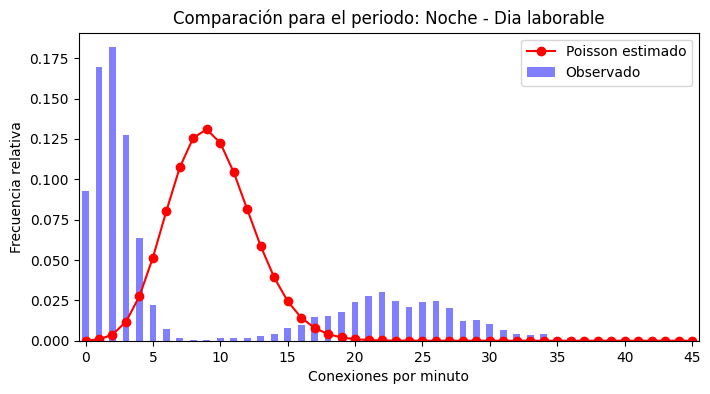 Comparación para el periodo: Noche - Dia laborable
Poisson estimado
Observado
Frecuencia relativa
0.175
0.150
0.125
0.100
0.075
0.050
0.025
0.000
0 5 10 15 20 25 30 35 40 45
Conexiones por minuto